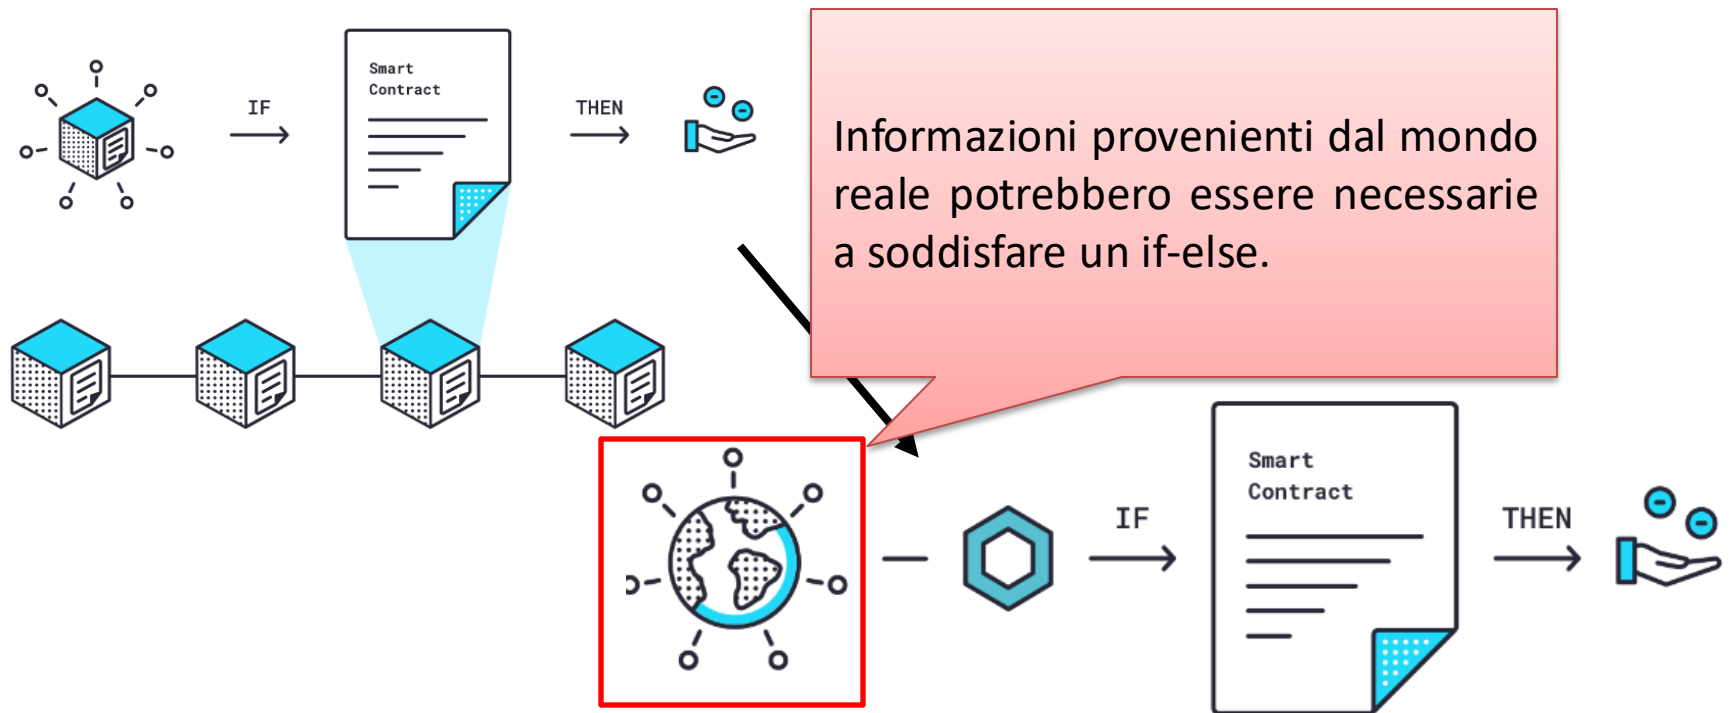 IF
Smart
Contract
THEN
Informazioni provenienti dal mondo
reale potrebbero essere necessarie
a soddisfare un if-else.
IF
Smart
Contract
THEN